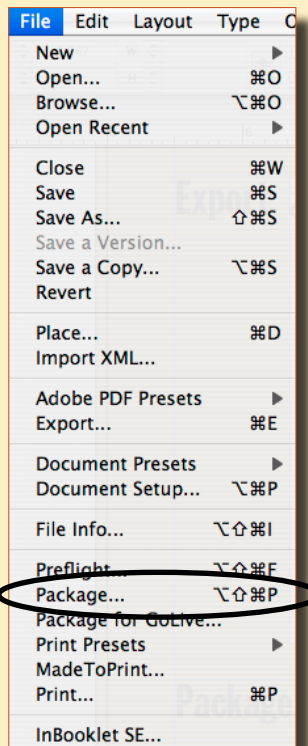 File Edit Layout Type
New ▶
Open... ⌘O
Browse... ⌥⌘O
Open Recent ▶
Close ⌘W
Save ⌘S
Save As... ⇧⌘S
Save a Version...
Save a Copy... ⌥⌘S
Revert
Place... ⌘D
Import XML...
Adobe PDF Presets ▶
Export... ⌘E
Document Presets ▶
Document Setup... ⌥⌘P
File Info... ⌥⇧⌘I
Preflight... ⌥⇧⌘F
Package... ⌥⇧⌘P
Package for GoLive...
Print Presets ▶
MadeToPrint...
Print... ⌘P
InBooklet SE...
Export
Package